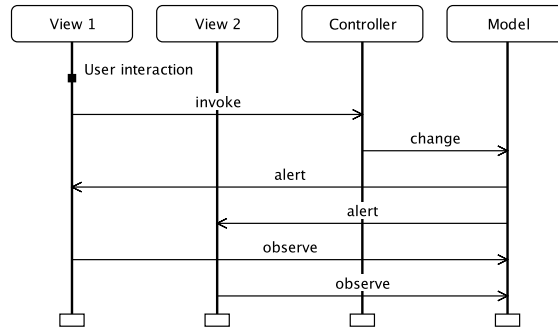 View 1
View 2
Controller
Model
User interaction
invoke
change
alert
alert
observe
observe